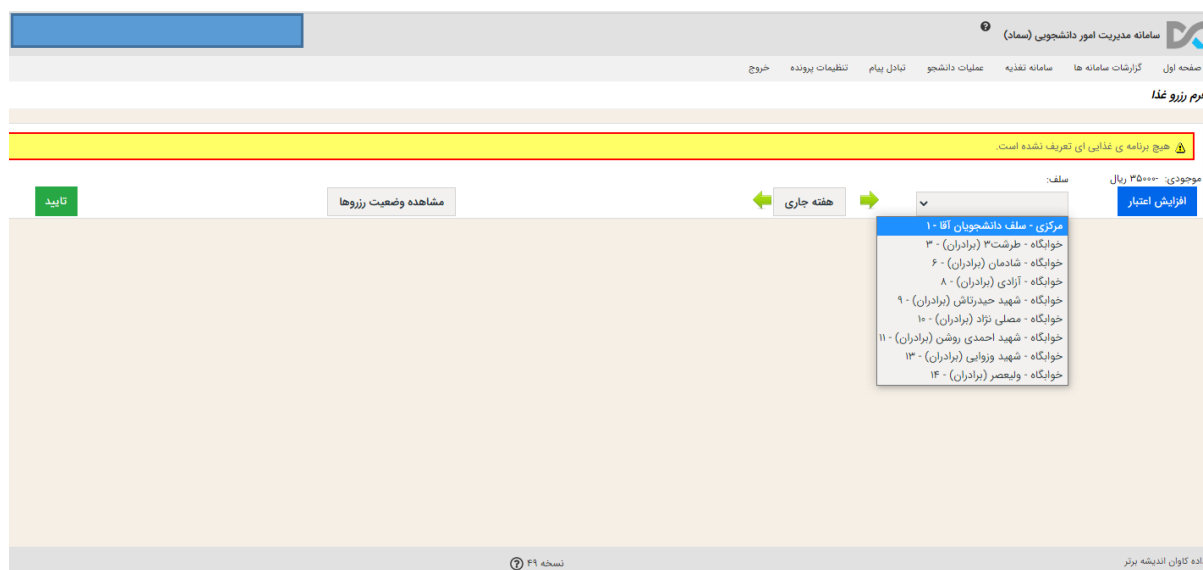 سامانه مدیریت امور دانشجویی (سماد)
صفحه اول گزارشات سامانه ها سامانه تغذیه عملیات دانشجو تبادل پیام تنظیمات پرونده خروج
فرم رزرو غذا
هیچ برنامه ی غذایی ای تعریف نشده است.
موجودی: -۳۵۰۰۰ ریال سلف:
افزایش اعتبار هفته جاری مشاهده وضعیت رزروها تایید
مرکزی - سلف دانشجویان آقا - ۱
خوابگاه - طرشت۳ (برادران) - ۳
خوابگاه - شادمان (برادران) - ۶
خوابگاه - آزادی (برادران) - ۸
خوابگاه - شهید حیدرتاش (برادران) - ۹
خوابگاه - مصلی نژاد (برادران) - ۱۰
خوابگاه - شهید احمدی روشن (برادران) - ۱۱
خوابگاه - شهید وزوایی (برادران) - ۱۳
خوابگاه - ولیعصر (برادران) - ۱۴
کاوان اندیشه برتر نسخه ۴۹